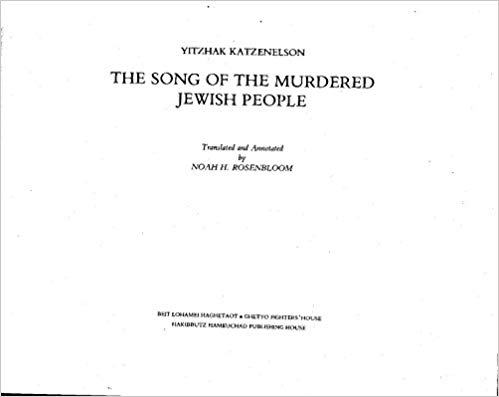 YITZHAK KATZENELSON
THE SONG OF THE MURDERED
JEWISH PEOPLE
Translated and Annotated
by
NOAH H. ROSENBLOOM
BEIT LOHAMEI HAGHETAOT • GHETTO FIGHTERS' HOUSE
HAKIBBUTZ HAMEUCHAD PUBLISHING HOUSE